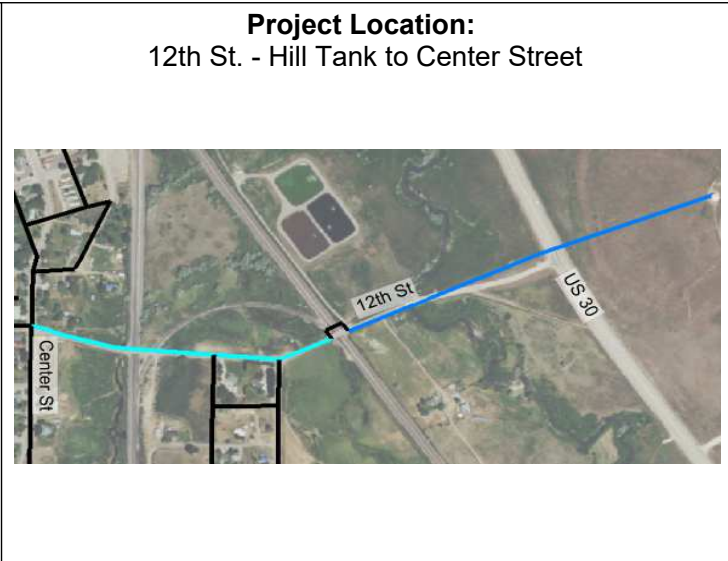 Project Location:
12th St. - Hill Tank to Center Street
12th St
US 30
Center St